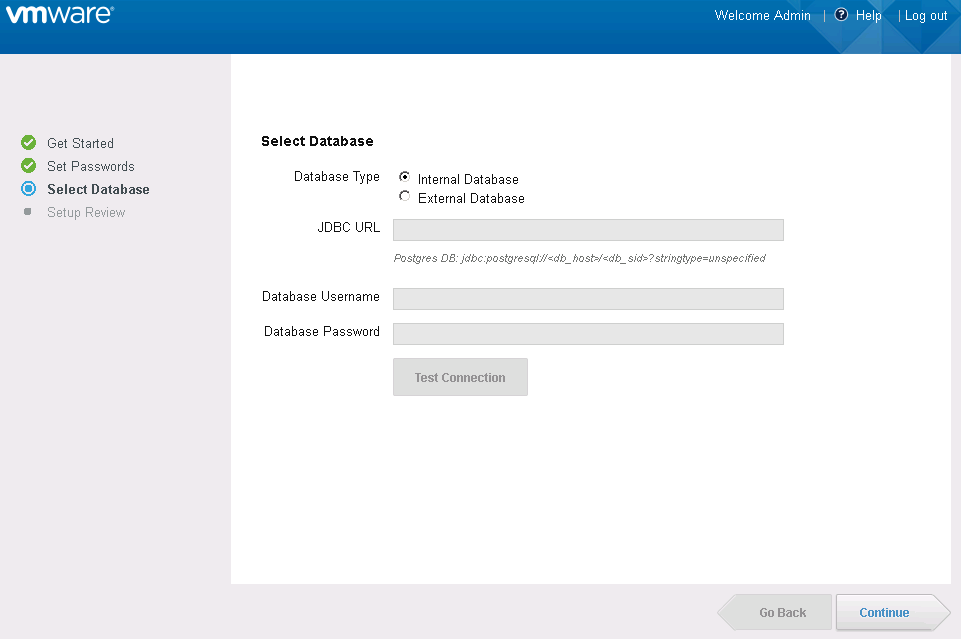 vmware®
Welcome Admin | ? Help | Log out
Get Started
Set Passwords
Select Database
Setup Review
Select Database
Database Type
Internal Database
External Database
JDBC URL
Postgres DB: jdbc:postgresql://<db_host>/<db_sid>?stringtype=unspecified
Database Username
Database Password
Test Connection
Go Back
Continue